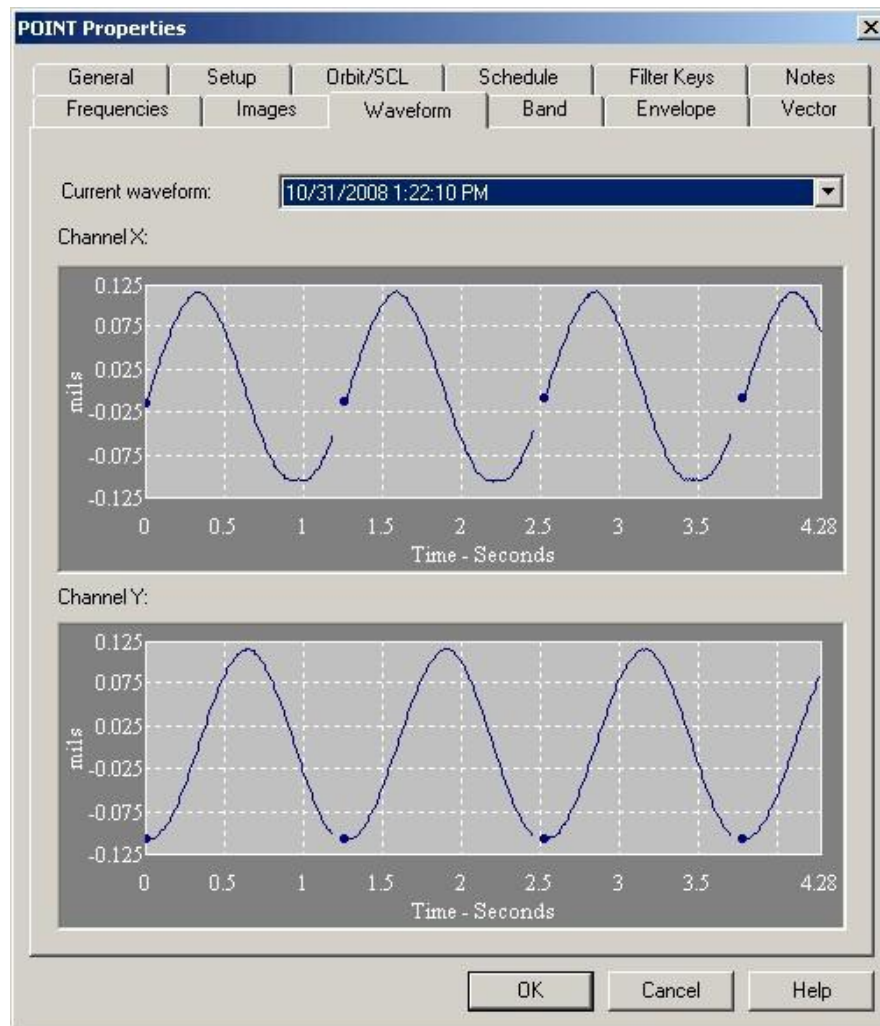 POINT Properties
General Setup Orbit/SCL Schedule Filter Keys Notes
Frequencies Images Waveform Band Envelope Vector
Current waveform: 10/31/2008 1:22:10 PM
Channel X:
0.125
0.075
0.025
-0.025
-0.075
-0.125
mils
0 0.5 1 1.5 2 2.5 3 3.5 4.28
Time - Seconds
Channel Y:
0.125
0.075
0.025
-0.025
-0.075
-0.125
mils
0 0.5 1 1.5 2 2.5 3 3.5 4.28
Time - Seconds
OK Cancel Help